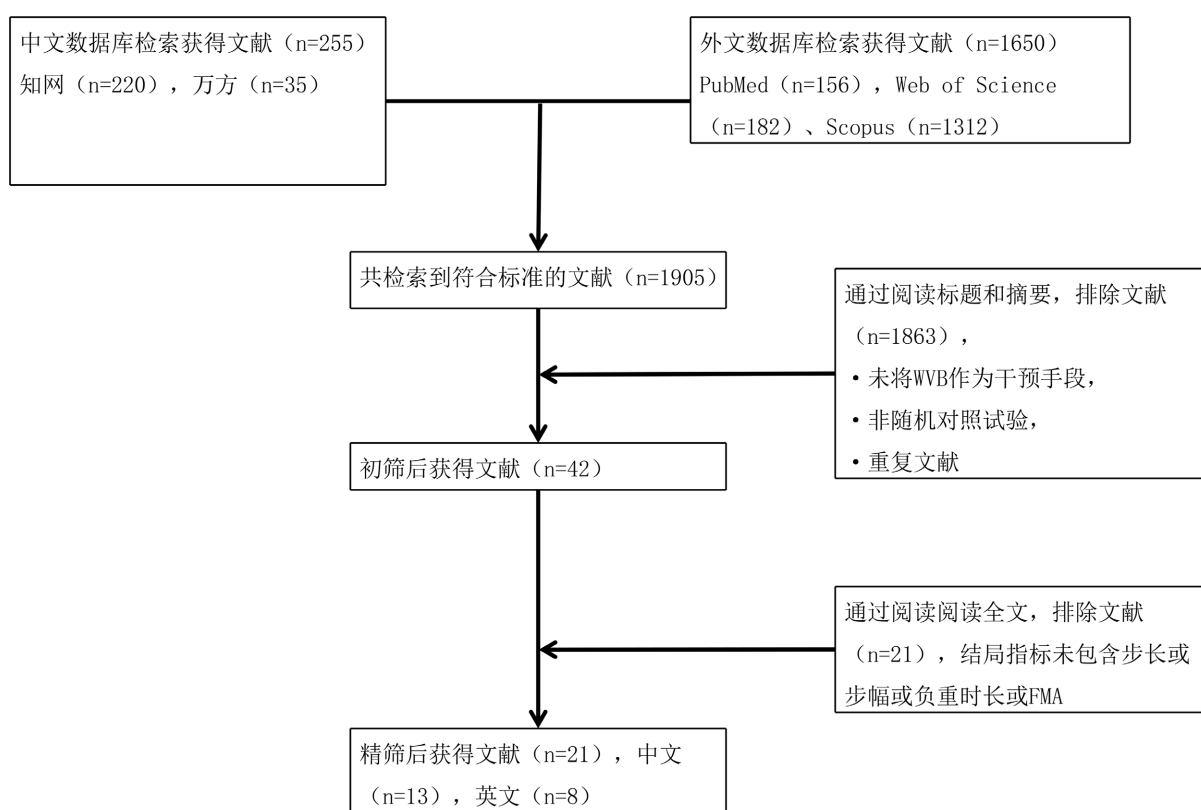 中文数据库检索获得文献（n=255）
知网（n=220），万方（n=35）
外文数据库检索获得文献（n=1650）
PubMed（n=156），Web of Science
（n=182）、Scopus（n=1312）
共检索到符合标准的文献（n=1905）
通过阅读标题和摘要，排除文献
（n=1863），
·未将WVB作为干预手段，
·非随机对照试验，
·重复文献
初筛后获得文献（n=42）
通过阅读阅读全文，排除文献
（n=21），结局指标未包含步长或
步幅或负重时长或FMA
精筛后获得文献（n=21），中文
（n=13），英文（n=8）